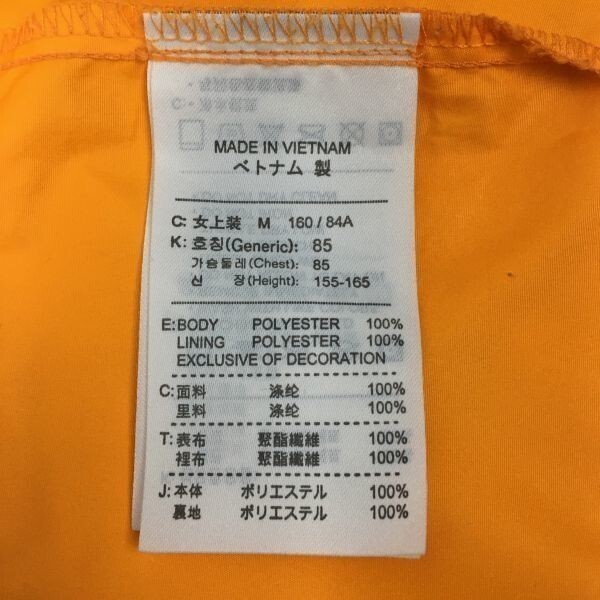 MADE IN VIETNAM
ベトナム 製
C: 女上装 M 160 / 84A
K: 호칭(Generic): 85
가슴둘레(Chest): 85
신 장(Height): 155-165
E: BODY POLYESTER 100%
LINING POLYESTER 100%
EXCLUSIVE OF DECORATION
C: 面料 涤纶 100%
里料 涤纶 100%
T: 表布 聚酯纖維 100%
裡布 聚酯纖維 100%
J: 本体 ポリエステル 100%
裏地 ポリエステル 100%